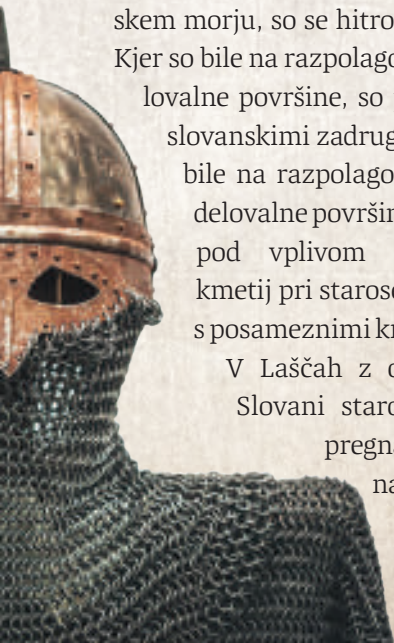 skem morju, so se hitro
Kjer so bile na razpolago
lovalne površine, so
slovanskimi zadrug
bile na razpolago
delovalne površin
pod vplivom
kmetij pri starose
s posameznimi kr
V Laščah z o
Slovani staro
pregna
na